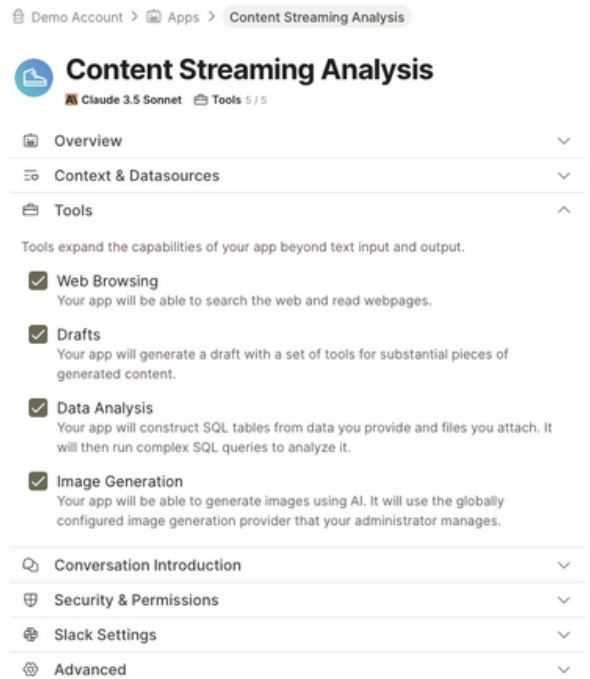 Demo Account > Apps > Content Streaming Analysis
Content Streaming Analysis
Claude 3.5 Sonnet Tools 5 / 5
Overview
Context & Datasources
Tools
Tools expand the capabilities of your app beyond text input and output.
Web Browsing
Your app will be able to search the web and read webpages.
Drafts
Your app will generate a draft with a set of tools for substantial pieces of
generated content.
Data Analysis
Your app will construct SQL tables from data you provide and files you attach. It
will then run complex SQL queries to analyze it.
Image Generation
Your app will be able to generate images using AI. It will use the globally
configured image generation provider that your administrator manages.
Conversation Introduction
Security & Permissions
Slack Settings
Advanced